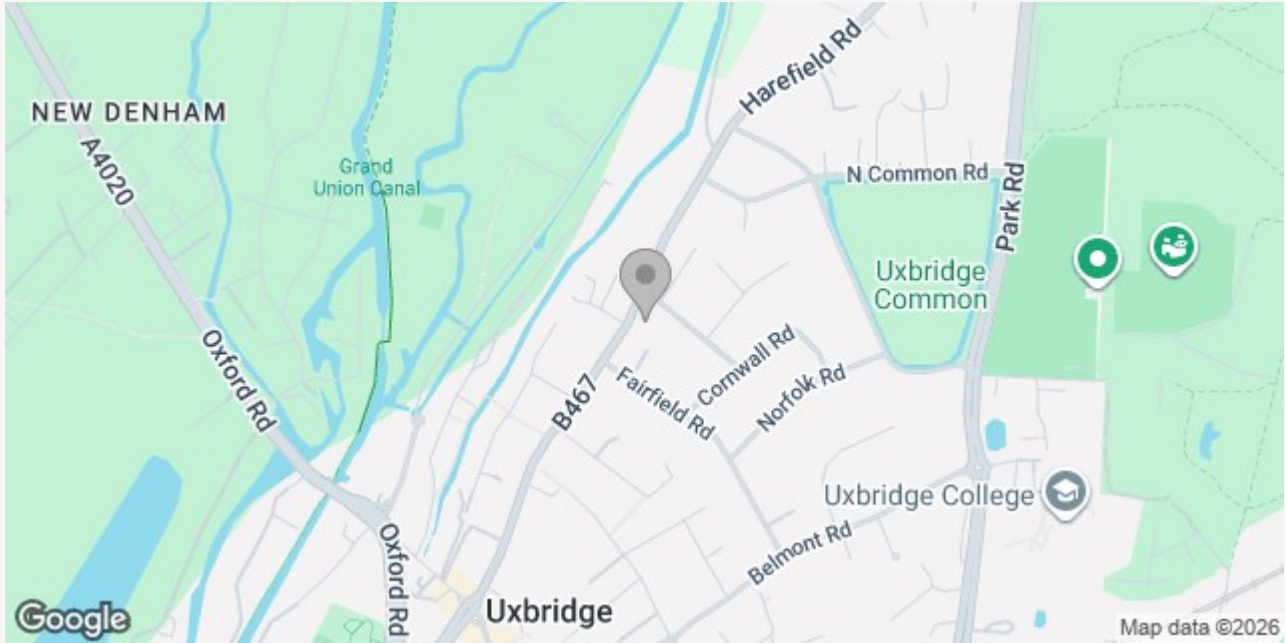 Harefield Rd
NEW DENHAM
A4020
Grand
Union Canal
N Common Rd
Park Rd
Uxbridge
Common
Oxford Rd
Cornwall Rd
Fairfield Rd
Norfolk Rd
B467
Uxbridge College
Belmont Rd
Oxford Rd
Uxbridge
Google
Map data ©2026